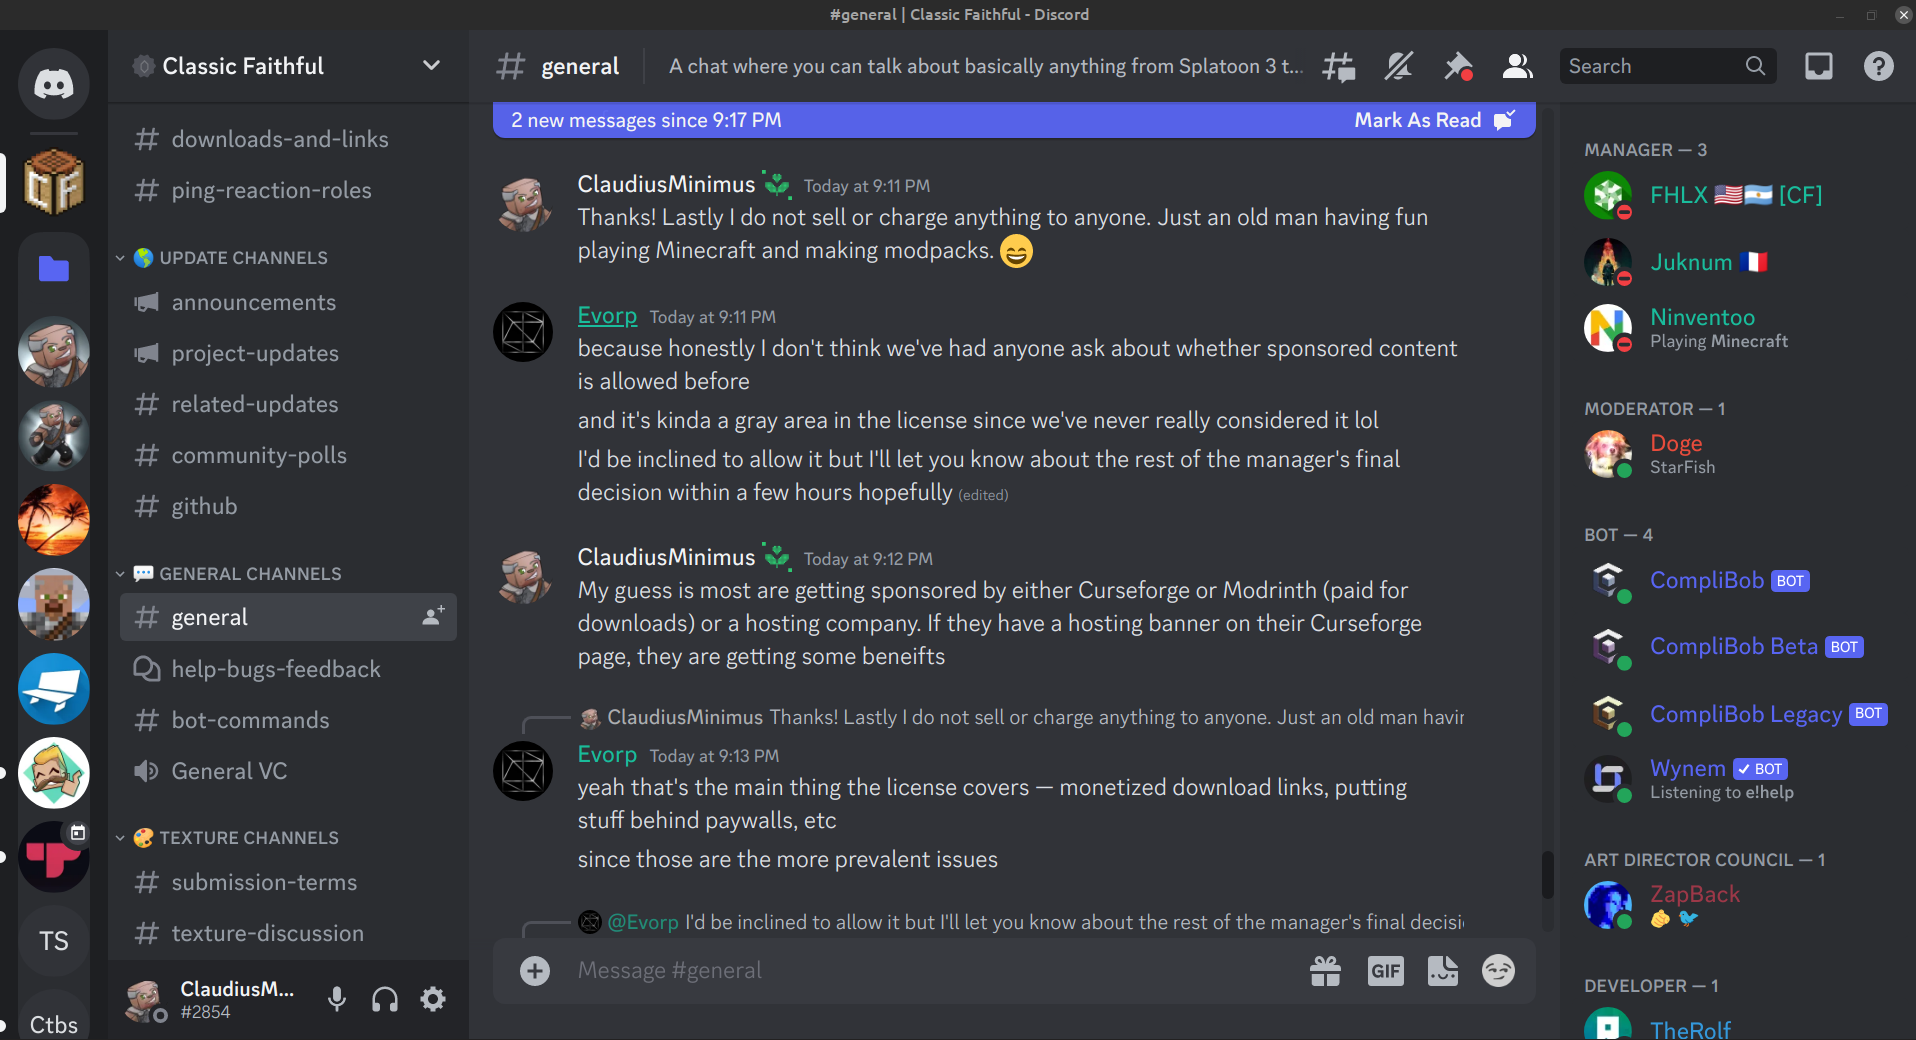 #general | Classic Faithful - Discord
Classic Faithful
downloads-and-links
ping-reaction-roles
UPDATE CHANNELS
announcements
project-updates
related-updates
community-polls
github
GENERAL CHANNELS
general
help-bugs-feedback
bot-commands
General VC
TEXTURE CHANNELS
submission-terms
texture-discussion
CF
TS
Ctbs
ClaudiusM...
#2854
general
A chat where you can talk about basically anything from Splatoon 3 t...
Search
2 new messages since 9:17 PM
Mark As Read
ClaudiusMinimus Today at 9:11 PM
Thanks! Lastly I do not sell or charge anything to anyone. Just an old man having fun
playing Minecraft and making modpacks. 😄
Evorp Today at 9:11 PM
because honestly I don't think we've had anyone ask about whether sponsored content
is allowed before
and it's kinda a gray area in the license since we've never really considered it lol
I'd be inclined to allow it but I'll let you know about the rest of the manager's final
decision within a few hours hopefully (edited)
ClaudiusMinimus Today at 9:12 PM
My guess is most are getting sponsored by either Curseforge or Modrinth (paid for
downloads) or a hosting company. If they have a hosting banner on their Curseforge
page, they are getting some beneifts
ClaudiusMinimus Thanks! Lastly I do not sell or charge anything to anyone. Just an old man havin
Evorp Today at 9:13 PM
yeah that's the main thing the license covers — monetized download links, putting
stuff behind paywalls, etc
since those are the more prevalent issues
@Evorp I'd be inclined to allow it but I'll let you know about the rest of the manager's final decisi
Message #general
GIF
MANAGER — 3
FHLX 🇺🇸🇦🇷 [CF]
Juknum 🇫🇷
Ninventoo
Playing Minecraft
MODERATOR — 1
Doge
StarFish
BOT — 4
CompliBob BOT
CompliBob Beta BOT
CompliBob Legacy BOT
Wynem ✓ BOT
Listening to e!help
ART DIRECTOR COUNCIL — 1
ZapBack
DEVELOPER — 1
TheRolf